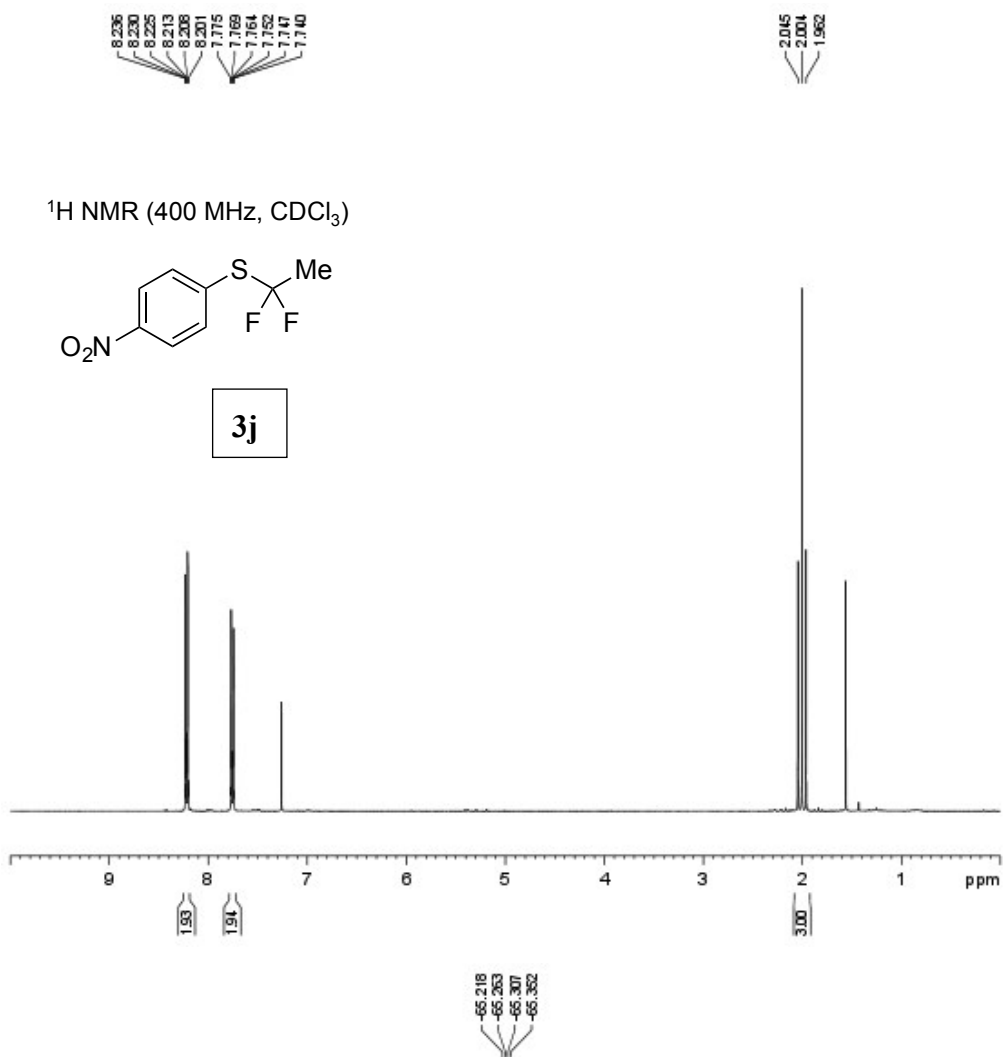 8.236
8.230
8.225
8.213
8.208
8.201
7.775
7.769
7.764
7.752
7.747
7.740
2.045
2.004
1.962
¹H NMR (400 MHz, CDCl₃)
S Me
F F
O₂N
3j
9 8 7 6 5 4 3 2 1 ppm
1.93 1.94 3.00
-65.218
-65.263
-65.307
-65.352